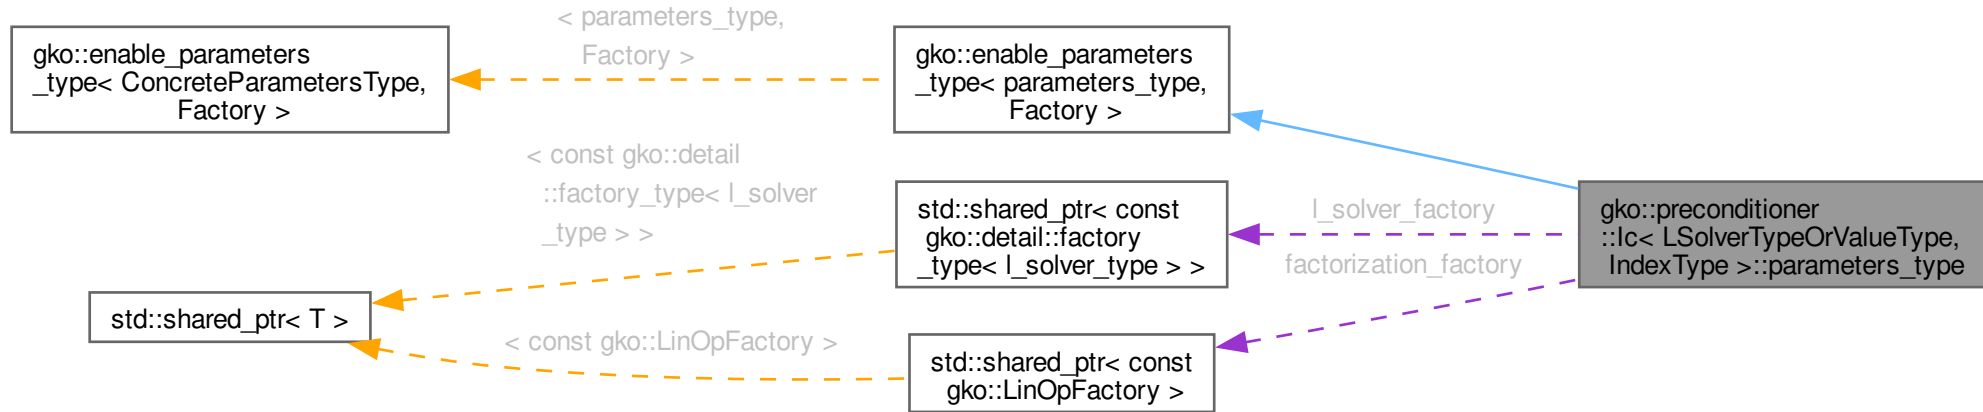 < parameters_type,
Factory >
gko::enable_parameters
_type< ConcreteParametersType,
Factory >
gko::enable_parameters
_type< parameters_type,
Factory >
< const gko::detail
::factory_type< l_solver
_type > >
std::shared_ptr< const
gko::detail::factory
_type< l_solver_type > >
l_solver_factory
factorization_factory
gko::preconditioner
::Ic< LSolverTypeOrValueType,
IndexType >::parameters_type
std::shared_ptr< T >
< const gko::LinOpFactory >
std::shared_ptr< const
gko::LinOpFactory >